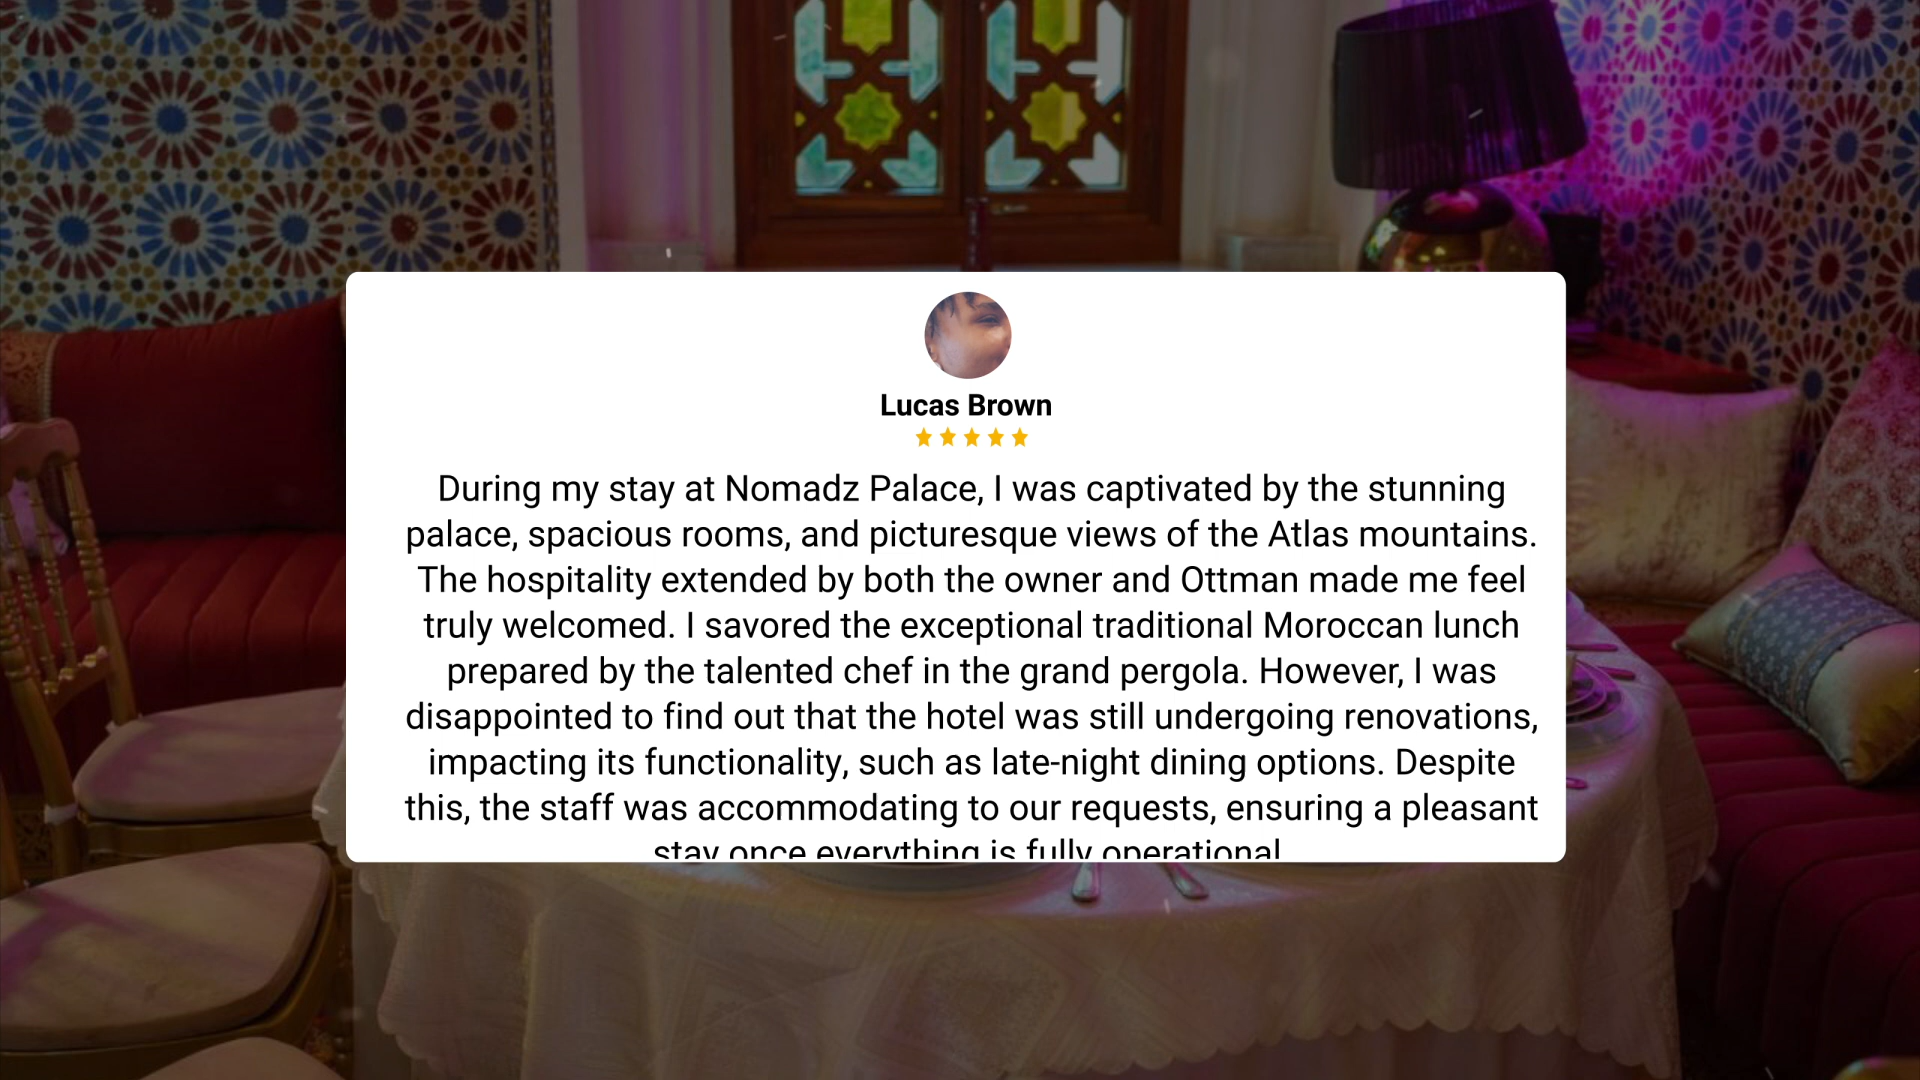 Lucas Brown
During my stay at Nomadz Palace, I was captivated by the stunning
palace, spacious rooms, and picturesque views of the Atlas mountains.
The hospitality extended by both the owner and Ottman made me feel
truly welcomed. I savored the exceptional traditional Moroccan lunch
prepared by the talented chef in the grand pergola. However, I was
disappointed to find out that the hotel was still undergoing renovations,
impacting its functionality, such as late-night dining options. Despite
this, the staff was accommodating to our requests, ensuring a pleasant
stay once everything is fully operational